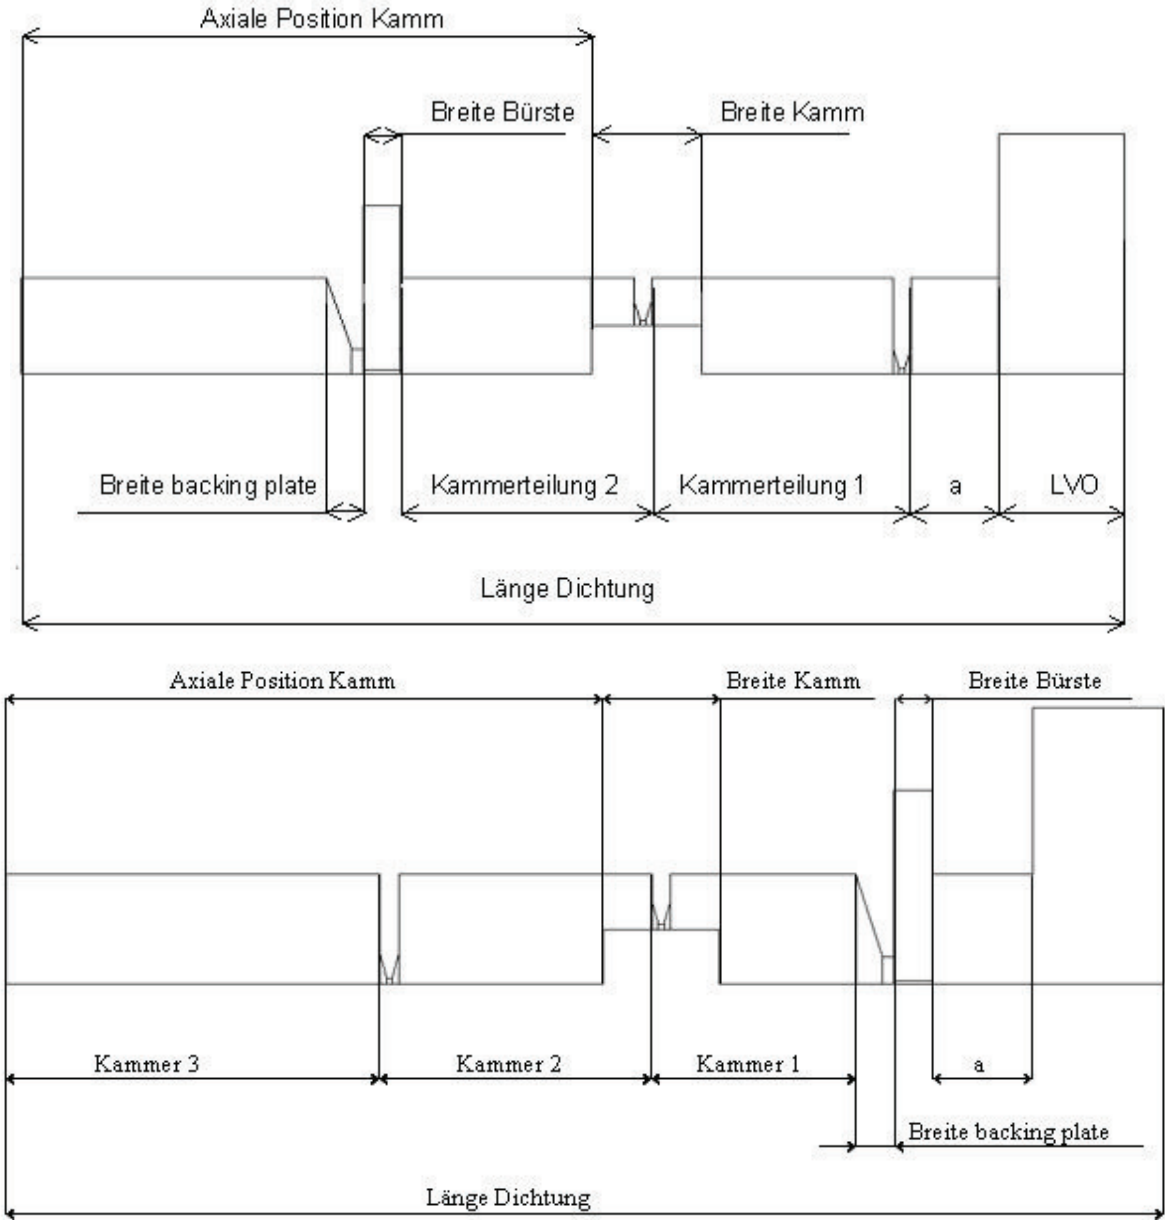 Axiale Position Kamm
Breite Bürste
Breite Kamm
Breite backing plate
Kammerteilung 2
Kammerteilung 1
a
LVO
Länge Dichtung
Axiale Position Kamm
Breite Kamm
Breite Bürste
Kammer 3
Kammer 2
Kammer 1
a
Breite backing plate
Länge Dichtung